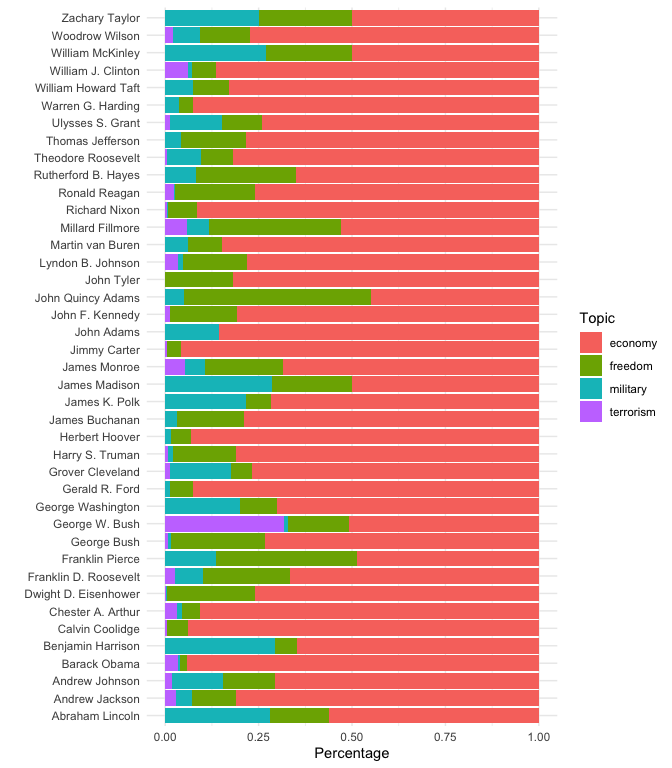 Zachary Taylor
Woodrow Wilson
William McKinley
William J. Clinton
William Howard Taft
Warren G. Harding
Ulysses S. Grant
Thomas Jefferson
Theodore Roosevelt
Rutherford B. Hayes
Ronald Reagan
Richard Nixon
Millard Fillmore
Martin van Buren
Lyndon B. Johnson
John Tyler
John Quincy Adams
John F. Kennedy
John Adams
Jimmy Carter
James Monroe
James Madison
James K. Polk
James Buchanan
Herbert Hoover
Harry S. Truman
Grover Cleveland
Gerald R. Ford
George Washington
George W. Bush
George Bush
Franklin Pierce
Franklin D. Roosevelt
Dwight D. Eisenhower
Chester A. Arthur
Calvin Coolidge
Benjamin Harrison
Barack Obama
Andrew Johnson
Andrew Jackson
Abraham Lincoln
0.00 0.25 0.50 0.75 1.00
Percentage
Topic
economy
freedom
military
terrorism